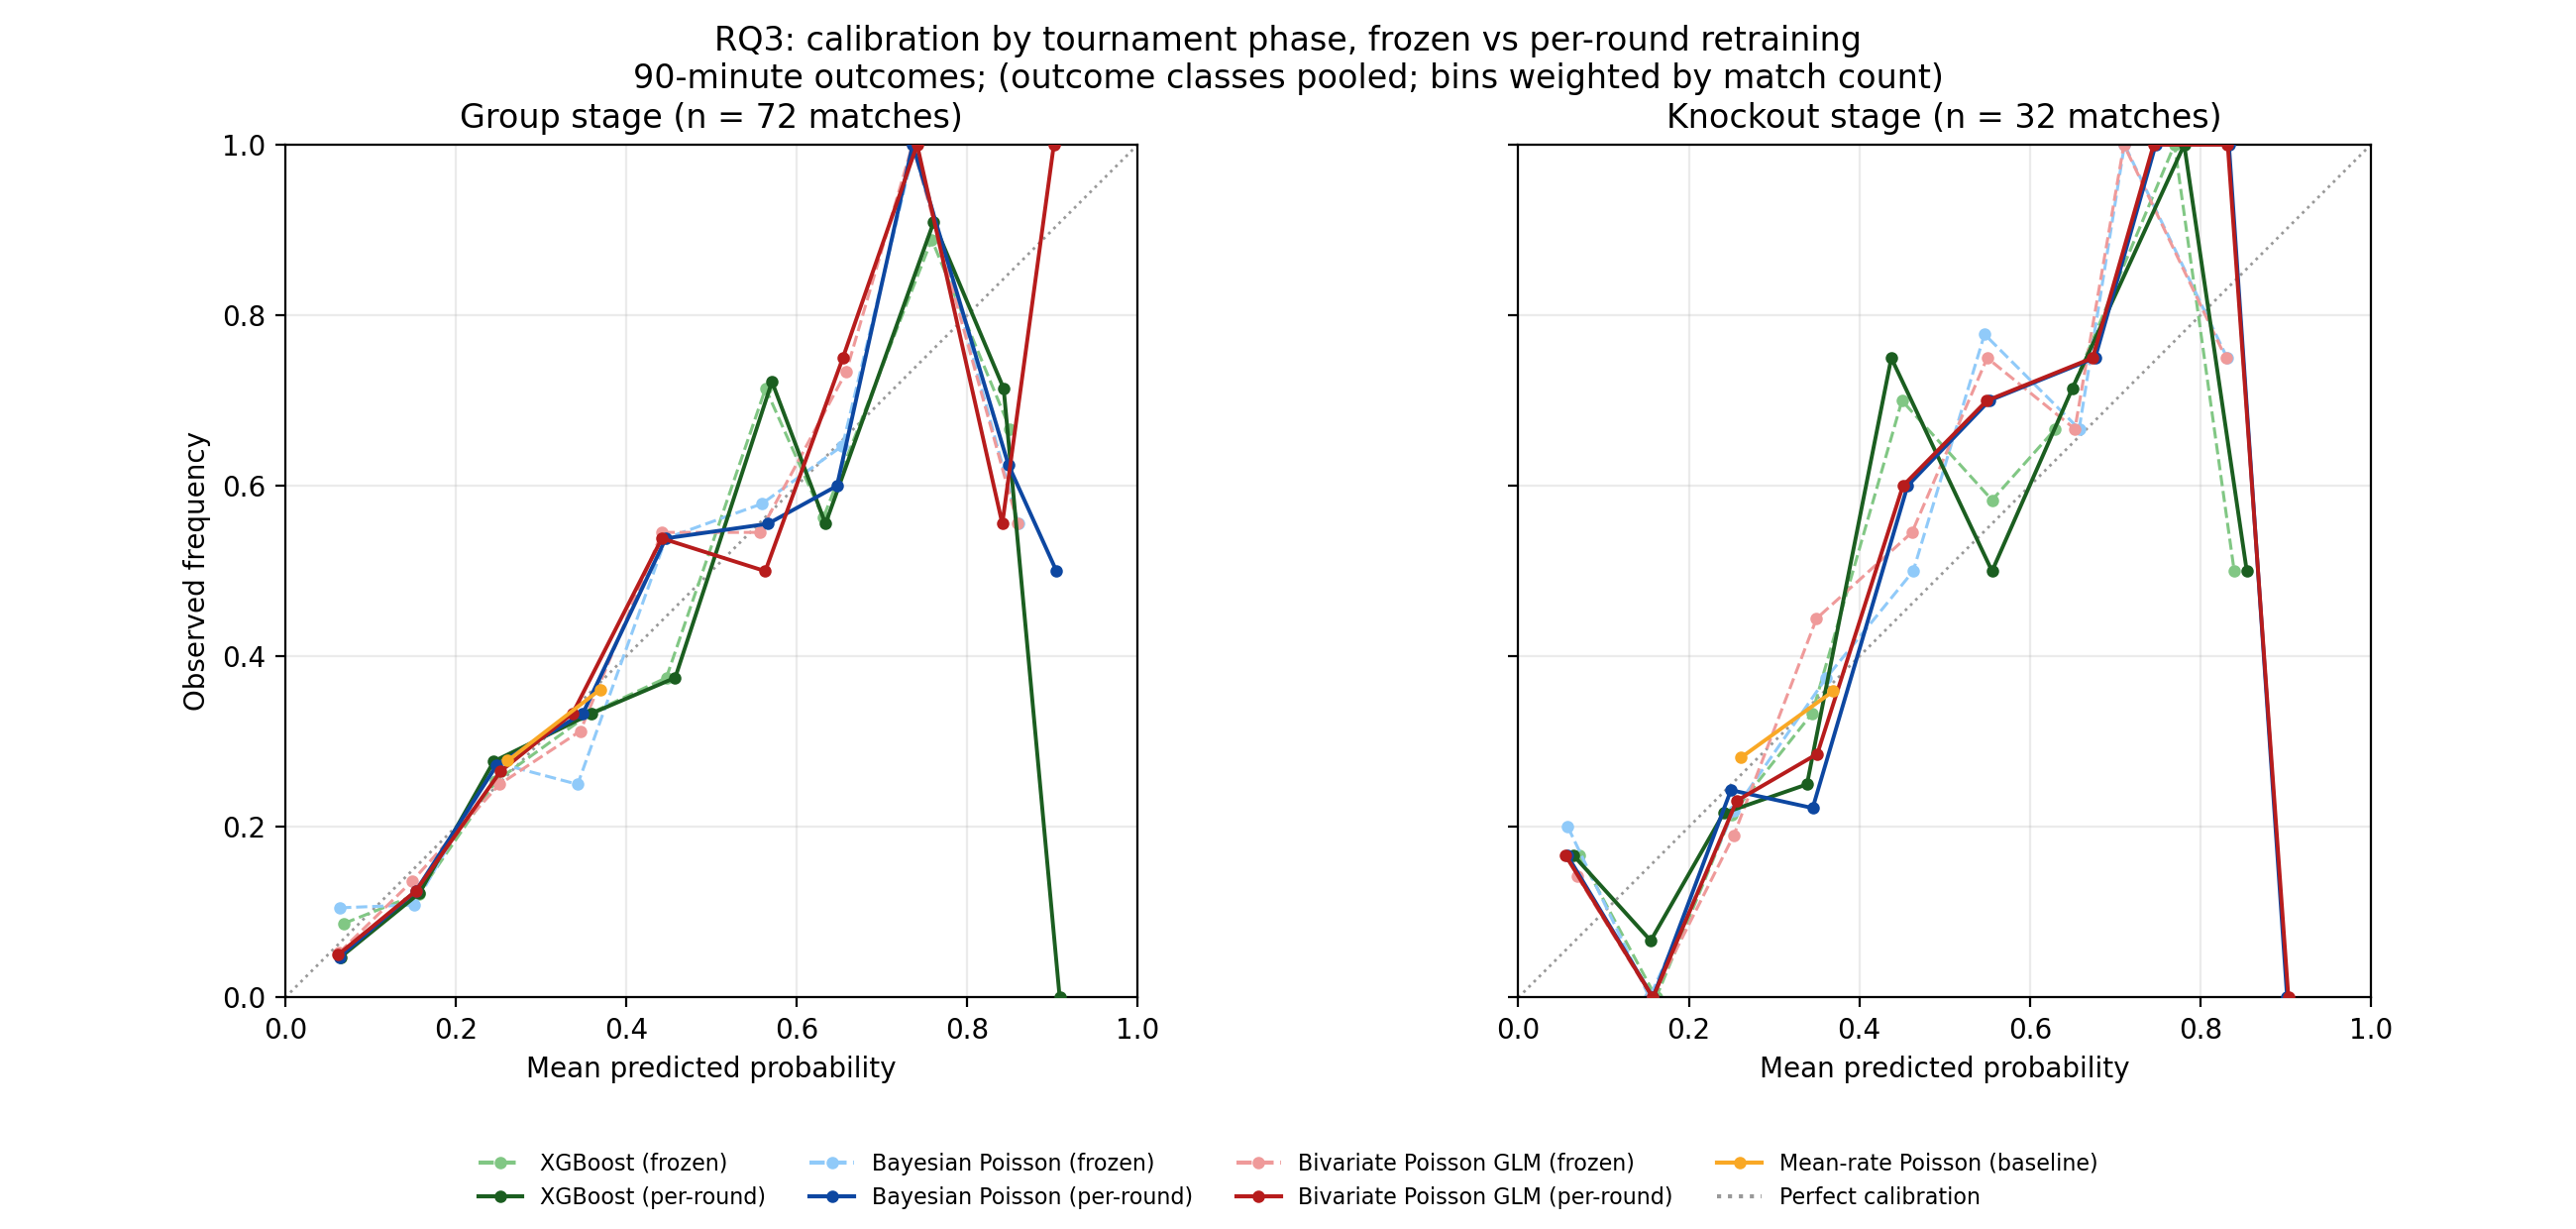 RQ3: calibration by tournament phase, frozen vs per-round retraining
90-minute outcomes; (outcome classes pooled; bins weighted by match count)
Group stage (n = 72 matches)
Knockout stage (n = 32 matches)
1.0
0.8
0.6
0.4
0.2
0.0
Observed frequency
0.0 0.2 0.4 0.6 0.8 1.0
0.0 0.2 0.4 0.6 0.8 1.0
Mean predicted probability
Mean predicted probability
XGBoost (frozen)
XGBoost (per-round)
Bayesian Poisson (frozen)
Bayesian Poisson (per-round)
Bivariate Poisson GLM (frozen)
Bivariate Poisson GLM (per-round)
Mean-rate Poisson (baseline)
Perfect calibration